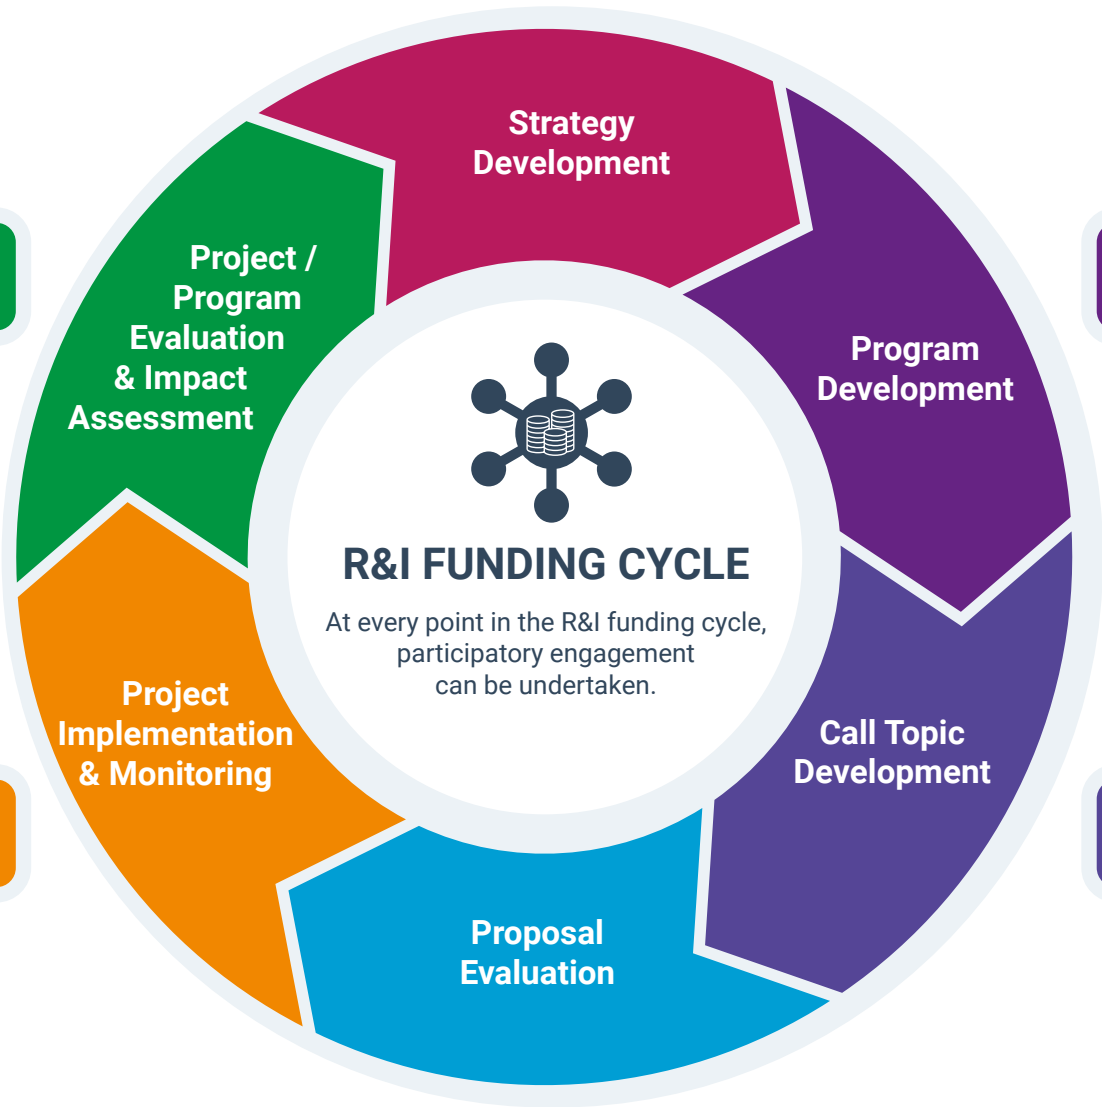 Strategy
Development
Program
Development
Call Topic
Development
Proposal
Evaluation
Project
Implementation
& Monitoring
Project /
Program
Evaluation
& Impact
Assessment
R&I FUNDING CYCLE
At every point in the R&I funding cycle,
participatory engagement
can be undertaken.